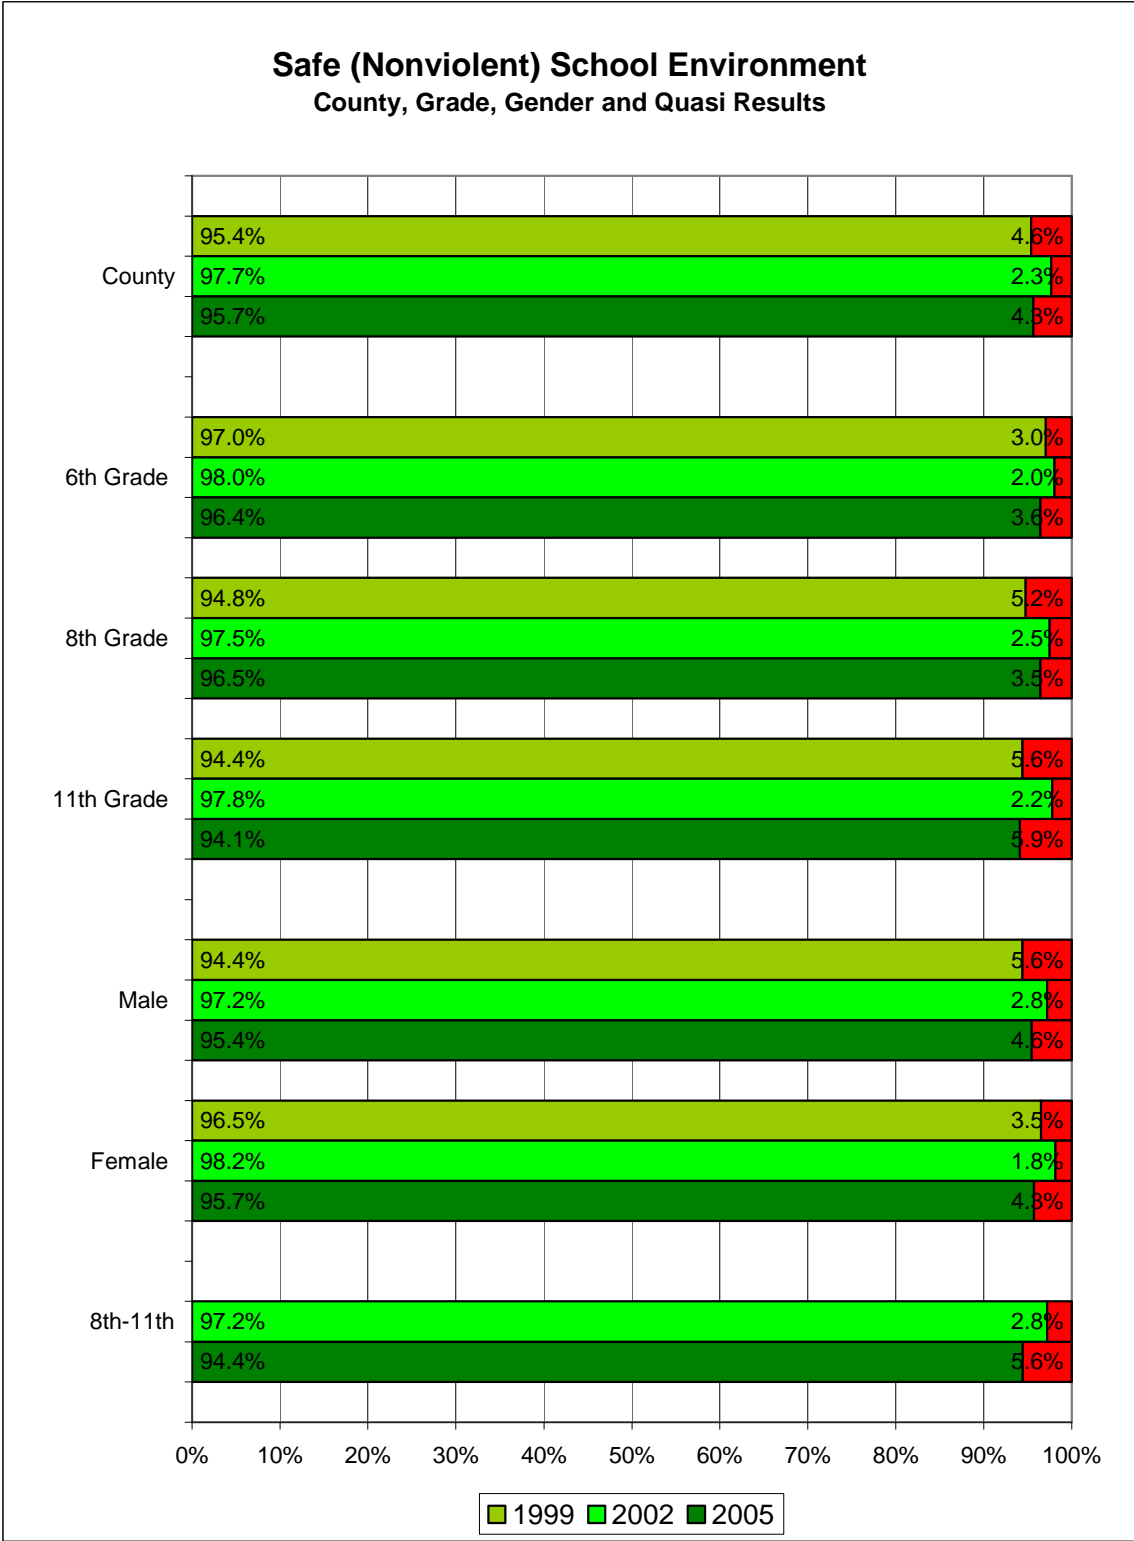 Safe (Nonviolent) School Environment
County, Grade, Gender and Quasi Results
County
95.4% 4.6%
97.7% 2.3%
95.7% 4.3%
6th Grade
97.0% 3.0%
98.0% 2.0%
96.4% 3.6%
8th Grade
94.8% 5.2%
97.5% 2.5%
96.5% 3.5%
11th Grade
94.4% 5.6%
97.8% 2.2%
94.1% 5.9%
Male
94.4% 5.6%
97.2% 2.8%
95.4% 4.6%
Female
96.5% 3.5%
98.2% 1.8%
95.7% 4.3%
8th-11th
97.2% 2.8%
94.4% 5.6%
0% 10% 20% 30% 40% 50% 60% 70% 80% 90% 100%
1999 2002 2005